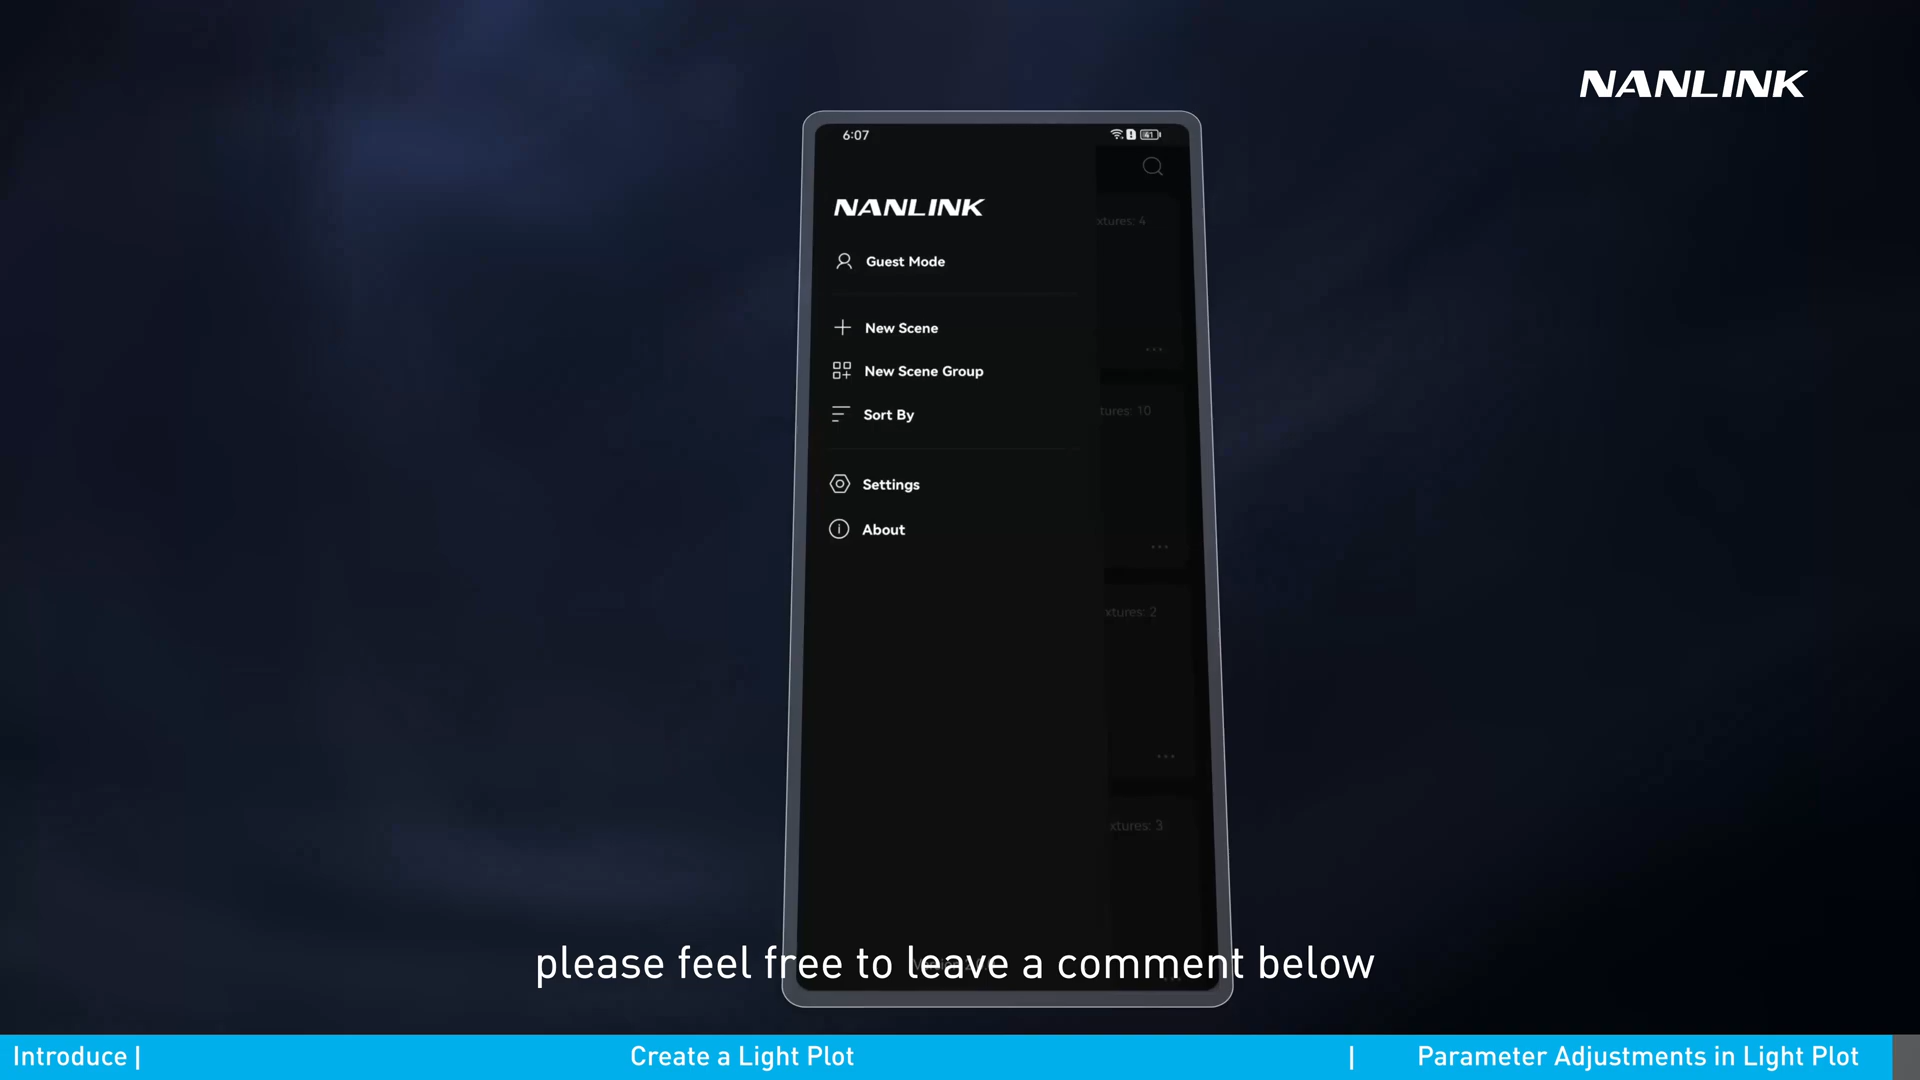 NANLINK
6:07
61
NANLINK
xtures: 4
Guest Mode
New Scene
New Scene Group
tures: 10
Sort By
Settings
About
xtures: 2
xtures: 3
please feel free to leave a comment below
Introduce |
Create a Light Plot
|
Parameter Adjustments in Light Plot